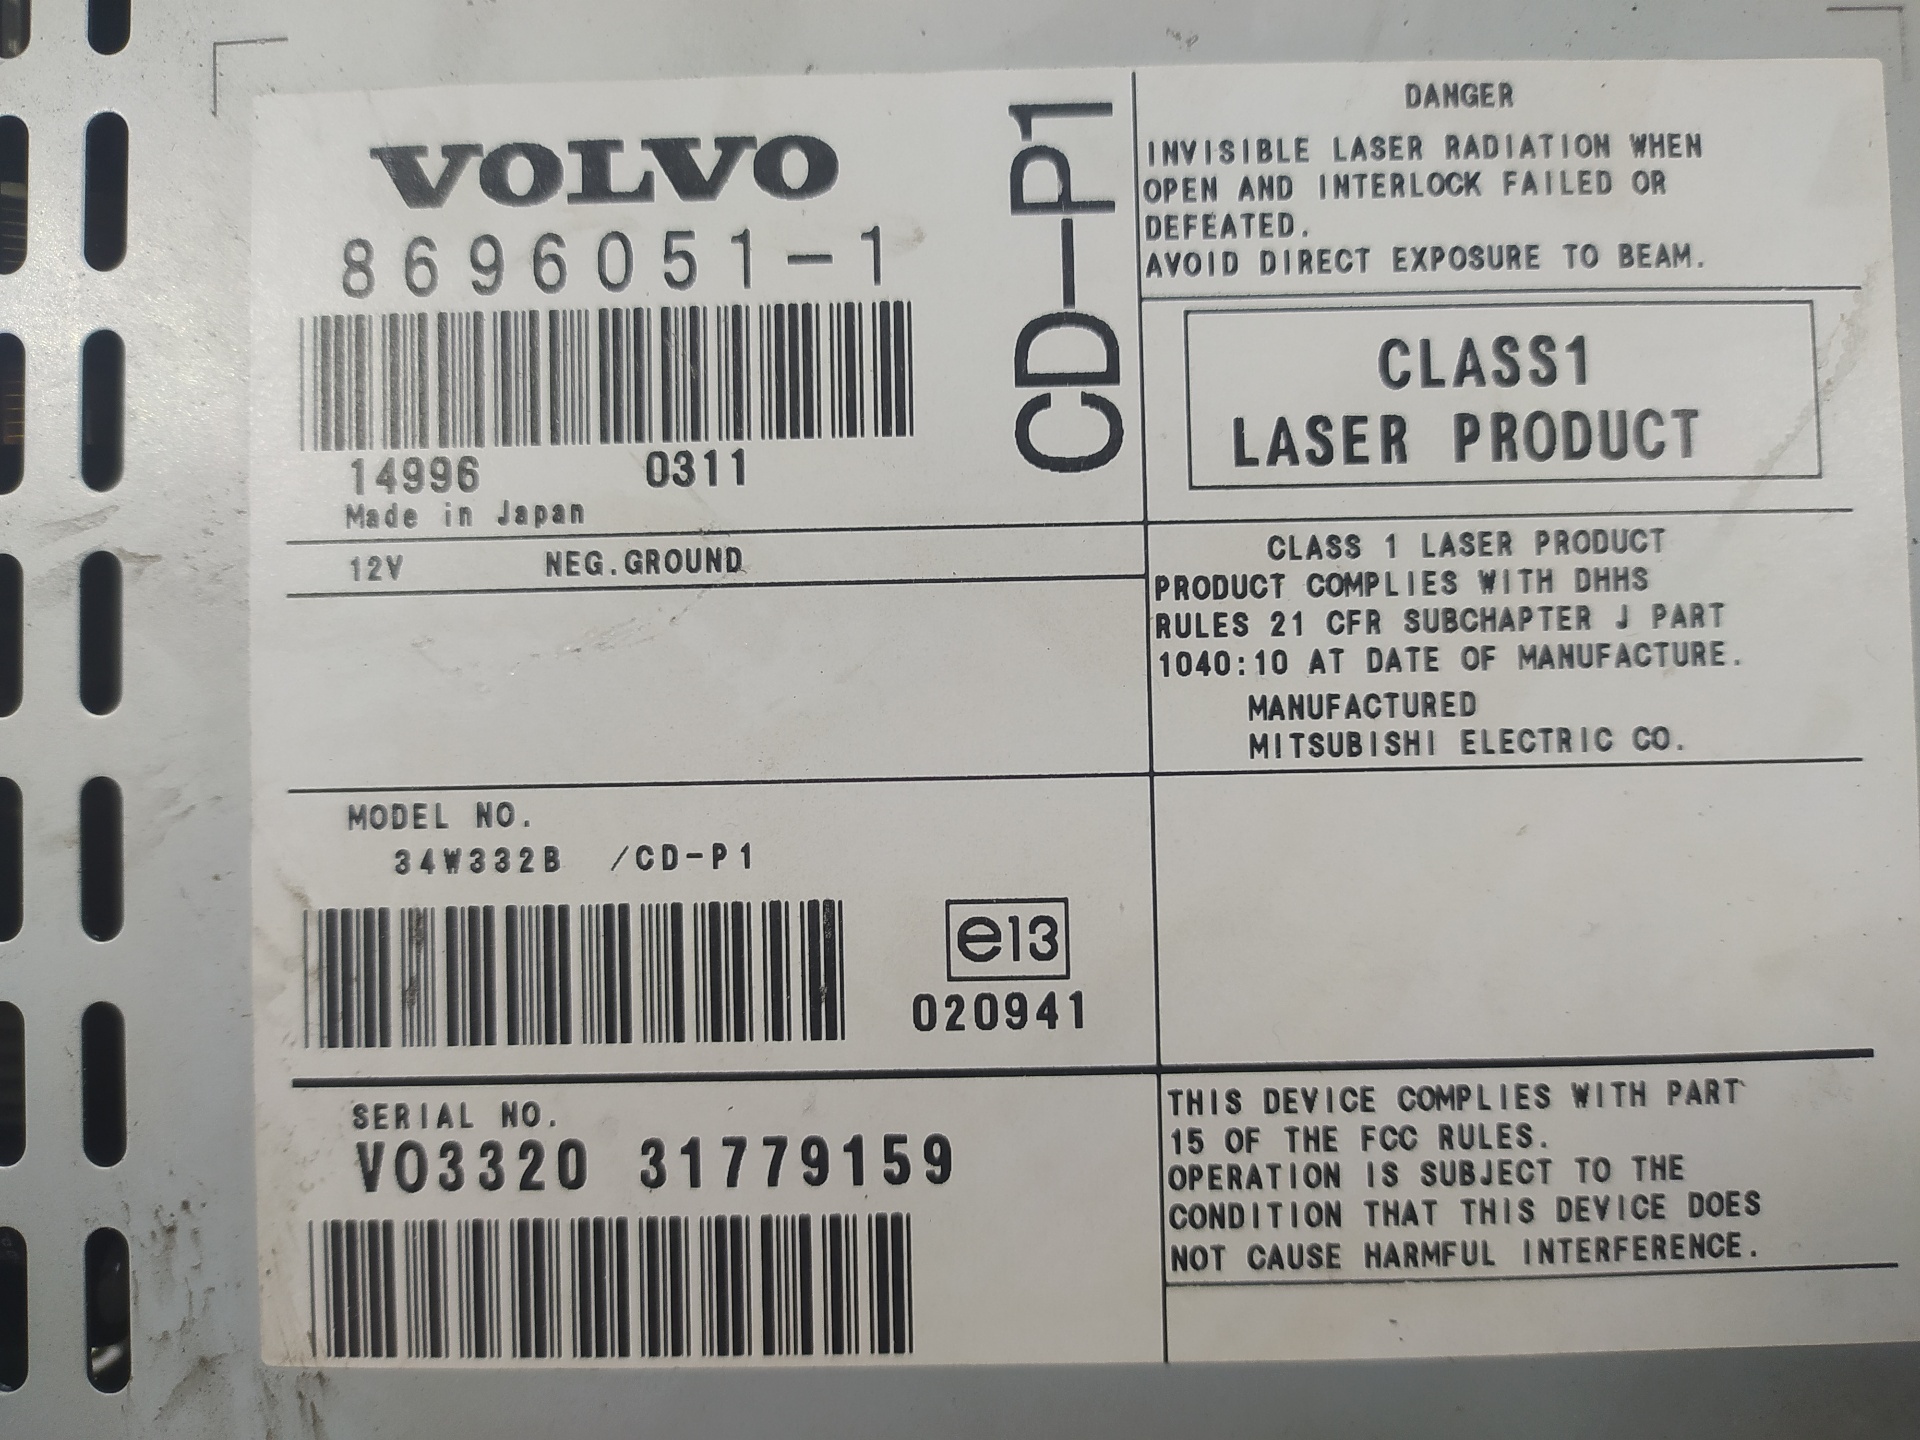 VOLVO
8696051-1
14996 0311
Made in Japan
CD-P1
12V NEG.GROUND
MODEL NO.
34W332B /CD-P1
e13
020941
SERIAL NO.
VO3320 31779159
DANGER
INVISIBLE LASER RADIATION WHEN
OPEN AND INTERLOCK FAILED OR
DEFEATED.
AVOID DIRECT EXPOSURE TO BEAM.
CLASS1
LASER PRODUCT
CLASS 1 LASER PRODUCT
PRODUCT COMPLIES WITH DHHS
RULES 21 CFR SUBCHAPTER J PART
1040:10 AT DATE OF MANUFACTURE.
MANUFACTURED
MITSUBISHI ELECTRIC CO.
THIS DEVICE COMPLIES WITH PART
15 OF THE FCC RULES.
OPERATION IS SUBJECT TO THE
CONDITION THAT THIS DEVICE DOES
NOT CAUSE HARMFUL INTERFERENCE.